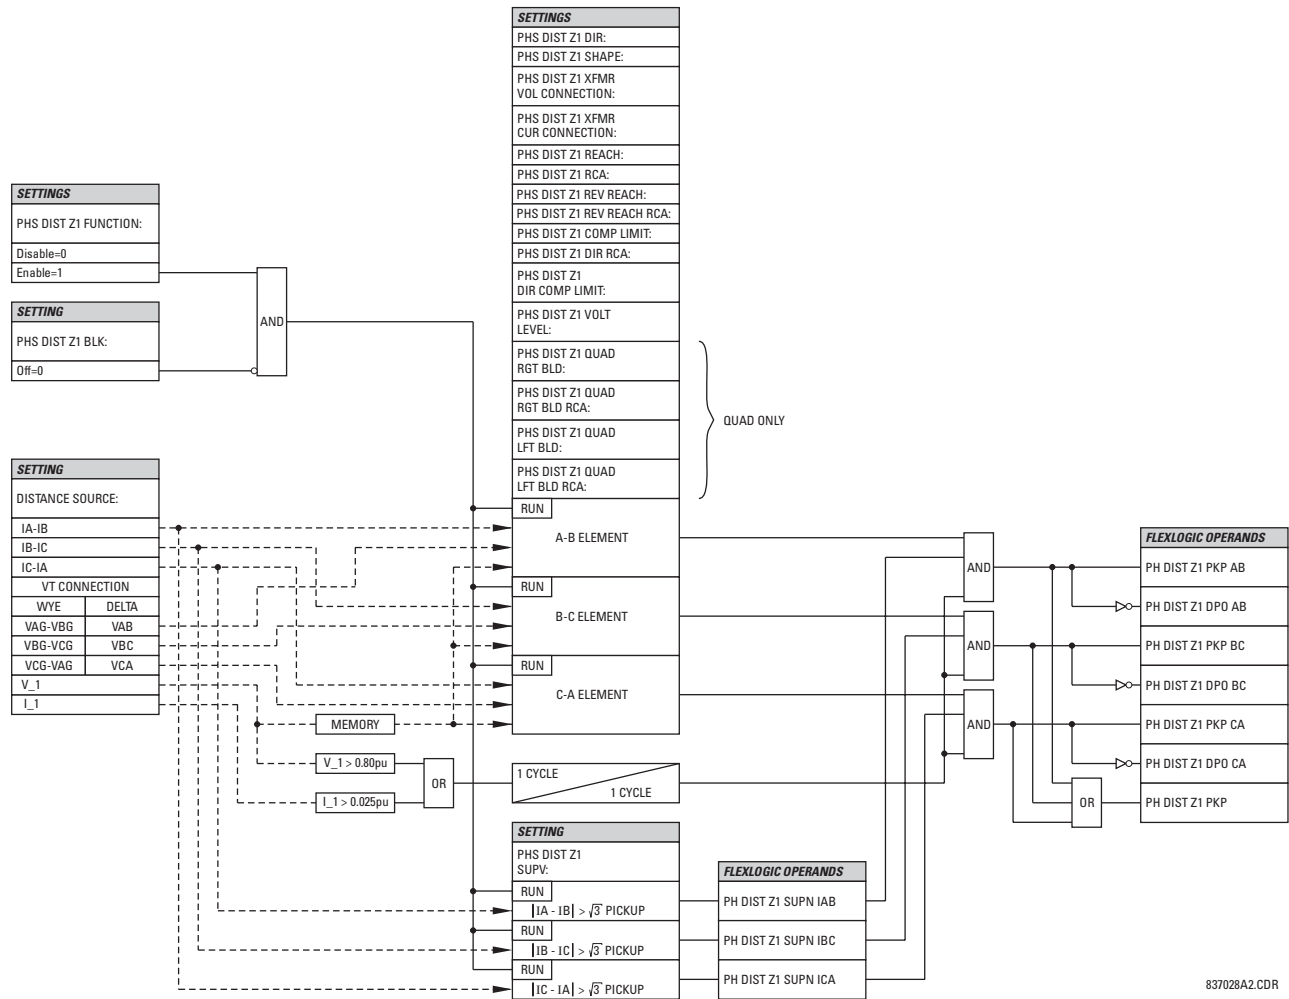 SETTINGS
PHS DIST Z1 DIR:
PHS DIST Z1 SHAPE:
PHS DIST Z1 XFMR
VOL CONNECTION:
PHS DIST Z1 XFMR
CUR CONNECTION:
PHS DIST Z1 REACH:
PHS DIST Z1 RCA:
PHS DIST Z1 REV REACH:
PHS DIST Z1 REV REACH RCA:
PHS DIST Z1 COMP LIMIT:
PHS DIST Z1 DIR RCA:
PHS DIST Z1
DIR COMP LIMIT:
PHS DIST Z1 VOLT
LEVEL:
PHS DIST Z1 QUAD
RGT BLD:
PHS DIST Z1 QUAD
RGT BLD RCA:
PHS DIST Z1 QUAD
LFT BLD:
PHS DIST Z1 QUAD
LFT BLD RCA:
QUAD ONLY
RUN
A-B ELEMENT
RUN
B-C ELEMENT
RUN
C-A ELEMENT
SETTINGS
PHS DIST Z1 FUNCTION:
Disable=0
Enable=1
SETTING
PHS DIST Z1 BLK:
Off=0
AND
SETTING
DISTANCE SOURCE:
IA-IB
IB-IC
IC-IA
VT CONNECTION
WYE DELTA
VAG-VBG VAB
VBG-VCG VBC
VCG-VAG VCA
V_1
I_1
MEMORY
V_1 > 0.80pu
I_1 > 0.025pu
OR
1 CYCLE
1 CYCLE
SETTING
PHS DIST Z1
SUPV:
RUN
|IA - IB| > √3 PICKUP
RUN
|IB - IC| > √3 PICKUP
RUN
|IC - IA| > √3 PICKUP
FLEXLOGIC OPERANDS
PH DIST Z1 SUPN IAB
PH DIST Z1 SUPN IBC
PH DIST Z1 SUPN ICA
AND
AND
AND
OR
FLEXLOGIC OPERANDS
PH DIST Z1 PKP AB
PH DIST Z1 DPO AB
PH DIST Z1 PKP BC
PH DIST Z1 DPO BC
PH DIST Z1 PKP CA
PH DIST Z1 DPO CA
PH DIST Z1 PKP
837028A2.CDR